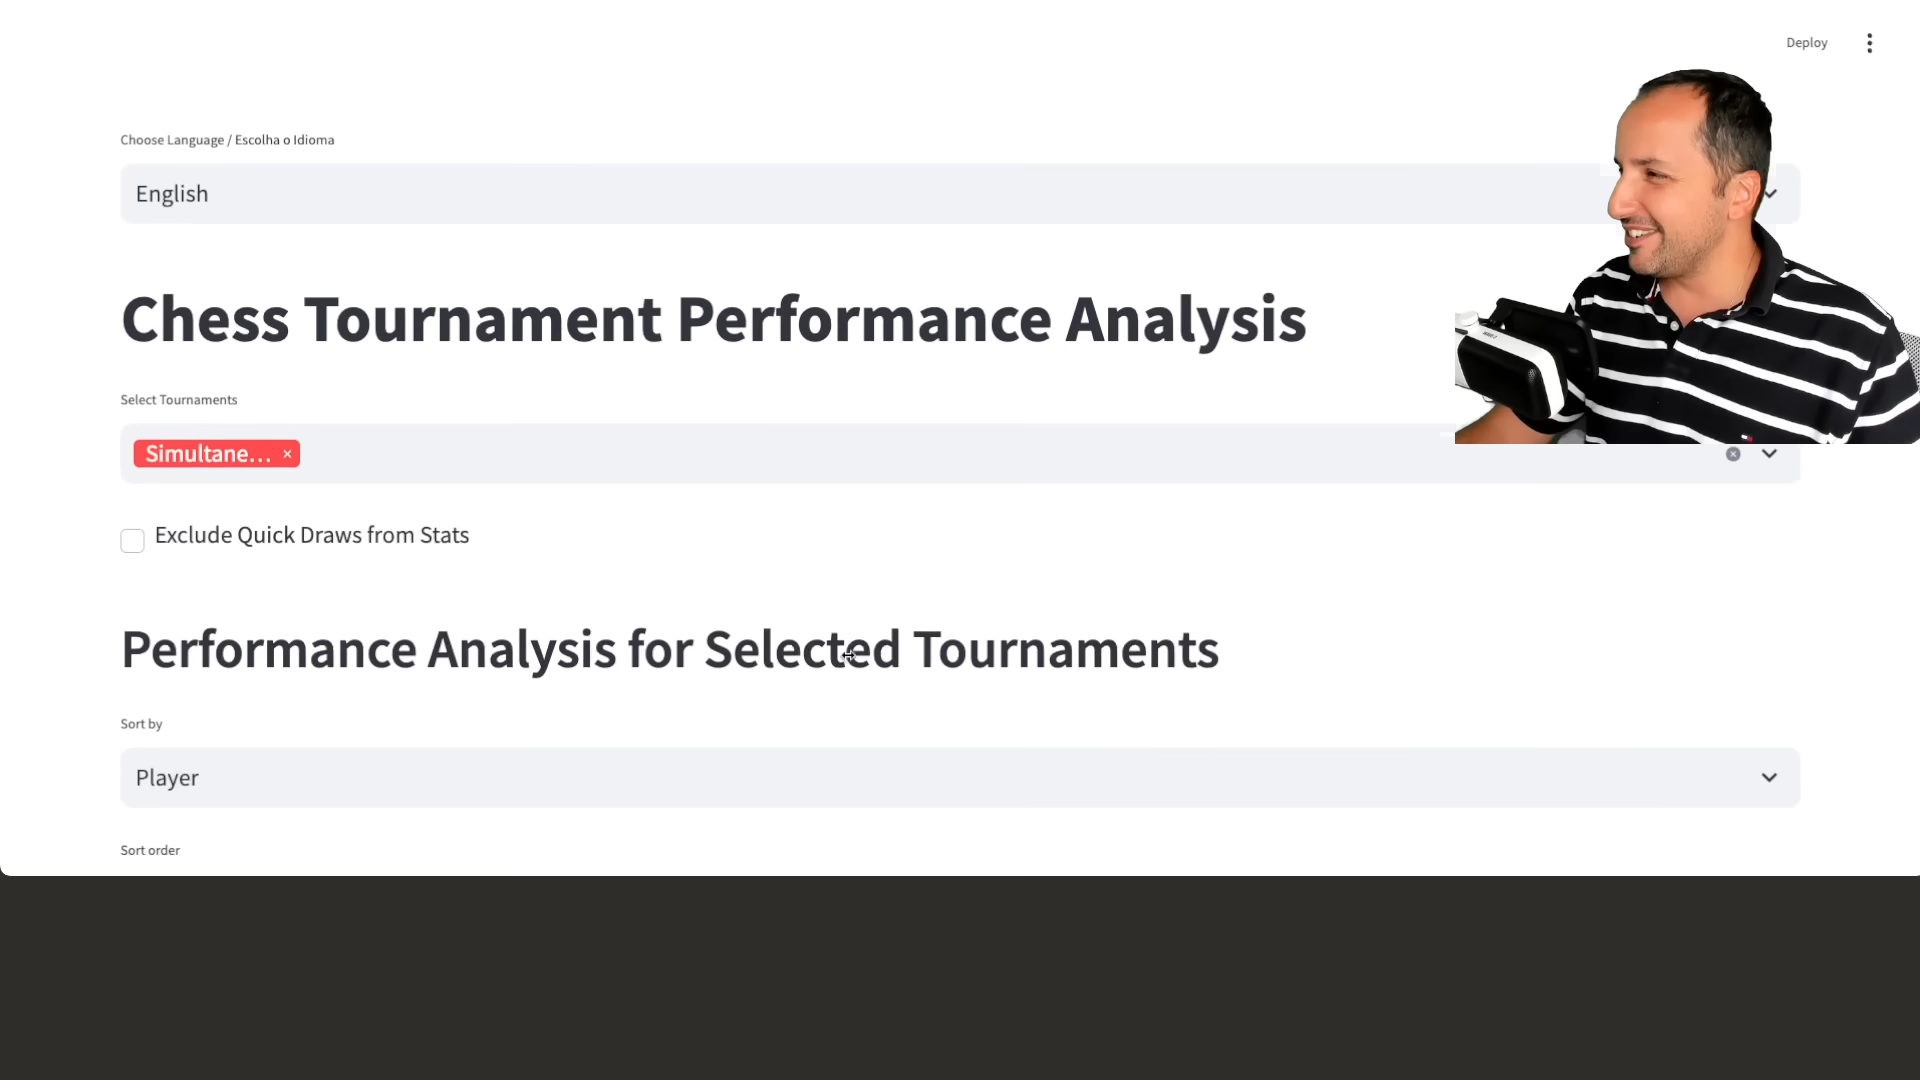 Deploy
Choose Language / Escolha o Idioma
English
Chess Tournament Performance Analysis
Select Tournaments
Simultane...
Exclude Quick Draws from Stats
Performance Analysis for Selected Tournaments
Sort by
Player
Sort order